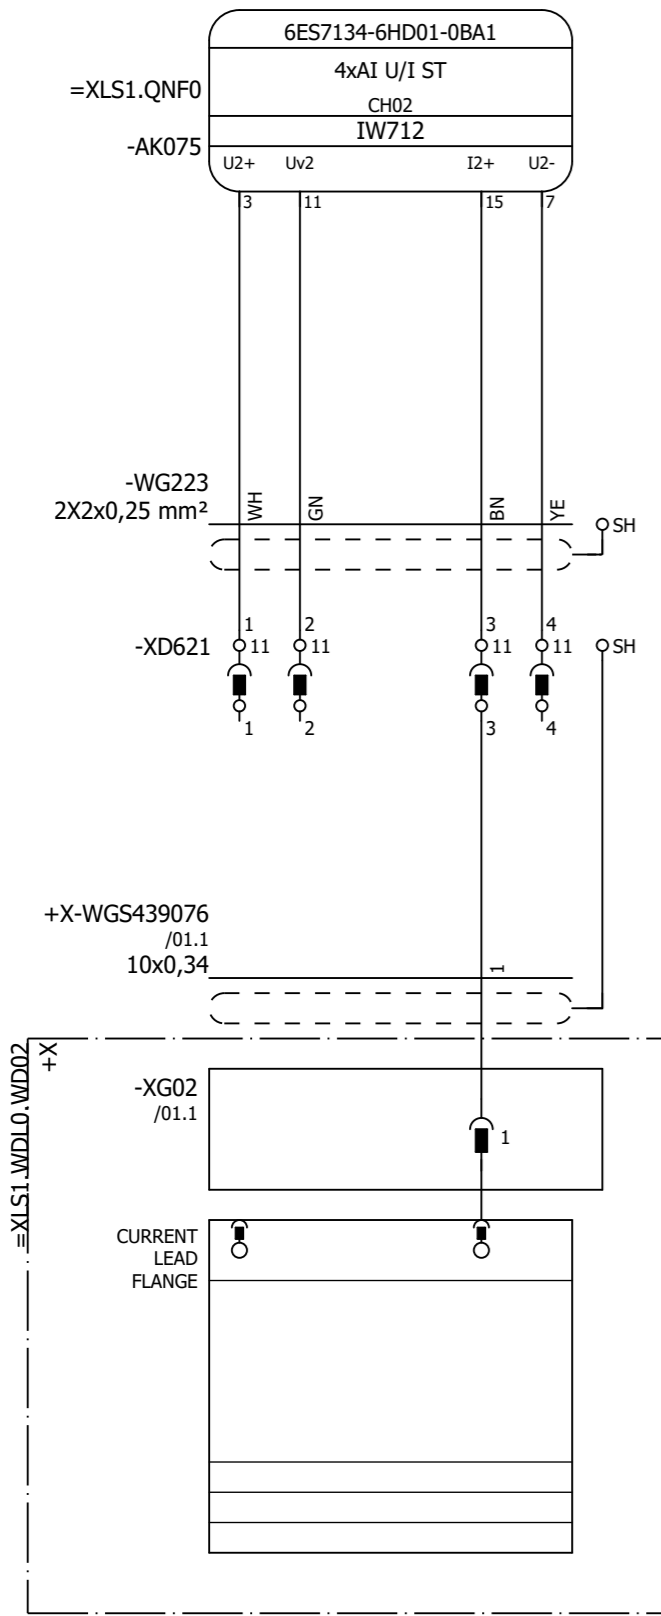 6ES7134-6HD01-0BA1
4xAI U/I ST
=XLS1.QNF0
CH02
IW712
-AK075
U2+ Uv2 I2+ U2-
3 11 15 7
-WG223
2X2x0,25 mm²
WH GN BN YE
SH
1 2 3 4
-XD621
11 11 11 11 SH
1 2 3 4
+X-WGS439076
/01.1
10x0,34
1
=XLS1.WDL0.WD02
+X
-XG02
/01.1
1
CURRENT
LEAD
FLANGE